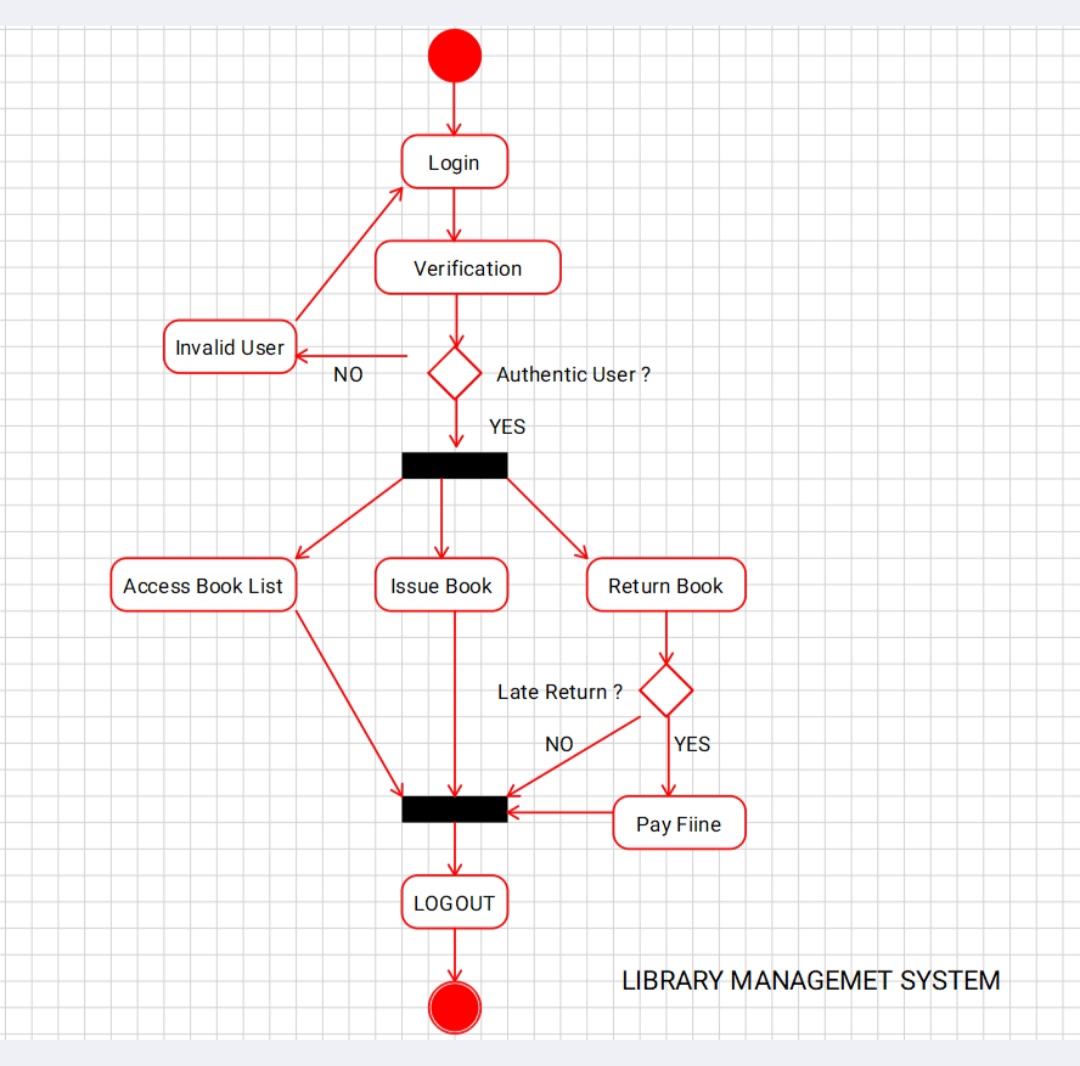 Login
Verification
Invalid User
NO
Authentic User ?
YES
Access Book List
Issue Book
Return Book
Late Return ?
NO
YES
Pay Fiine
LOGOUT
LIBRARY MANAGEMET SYSTEM